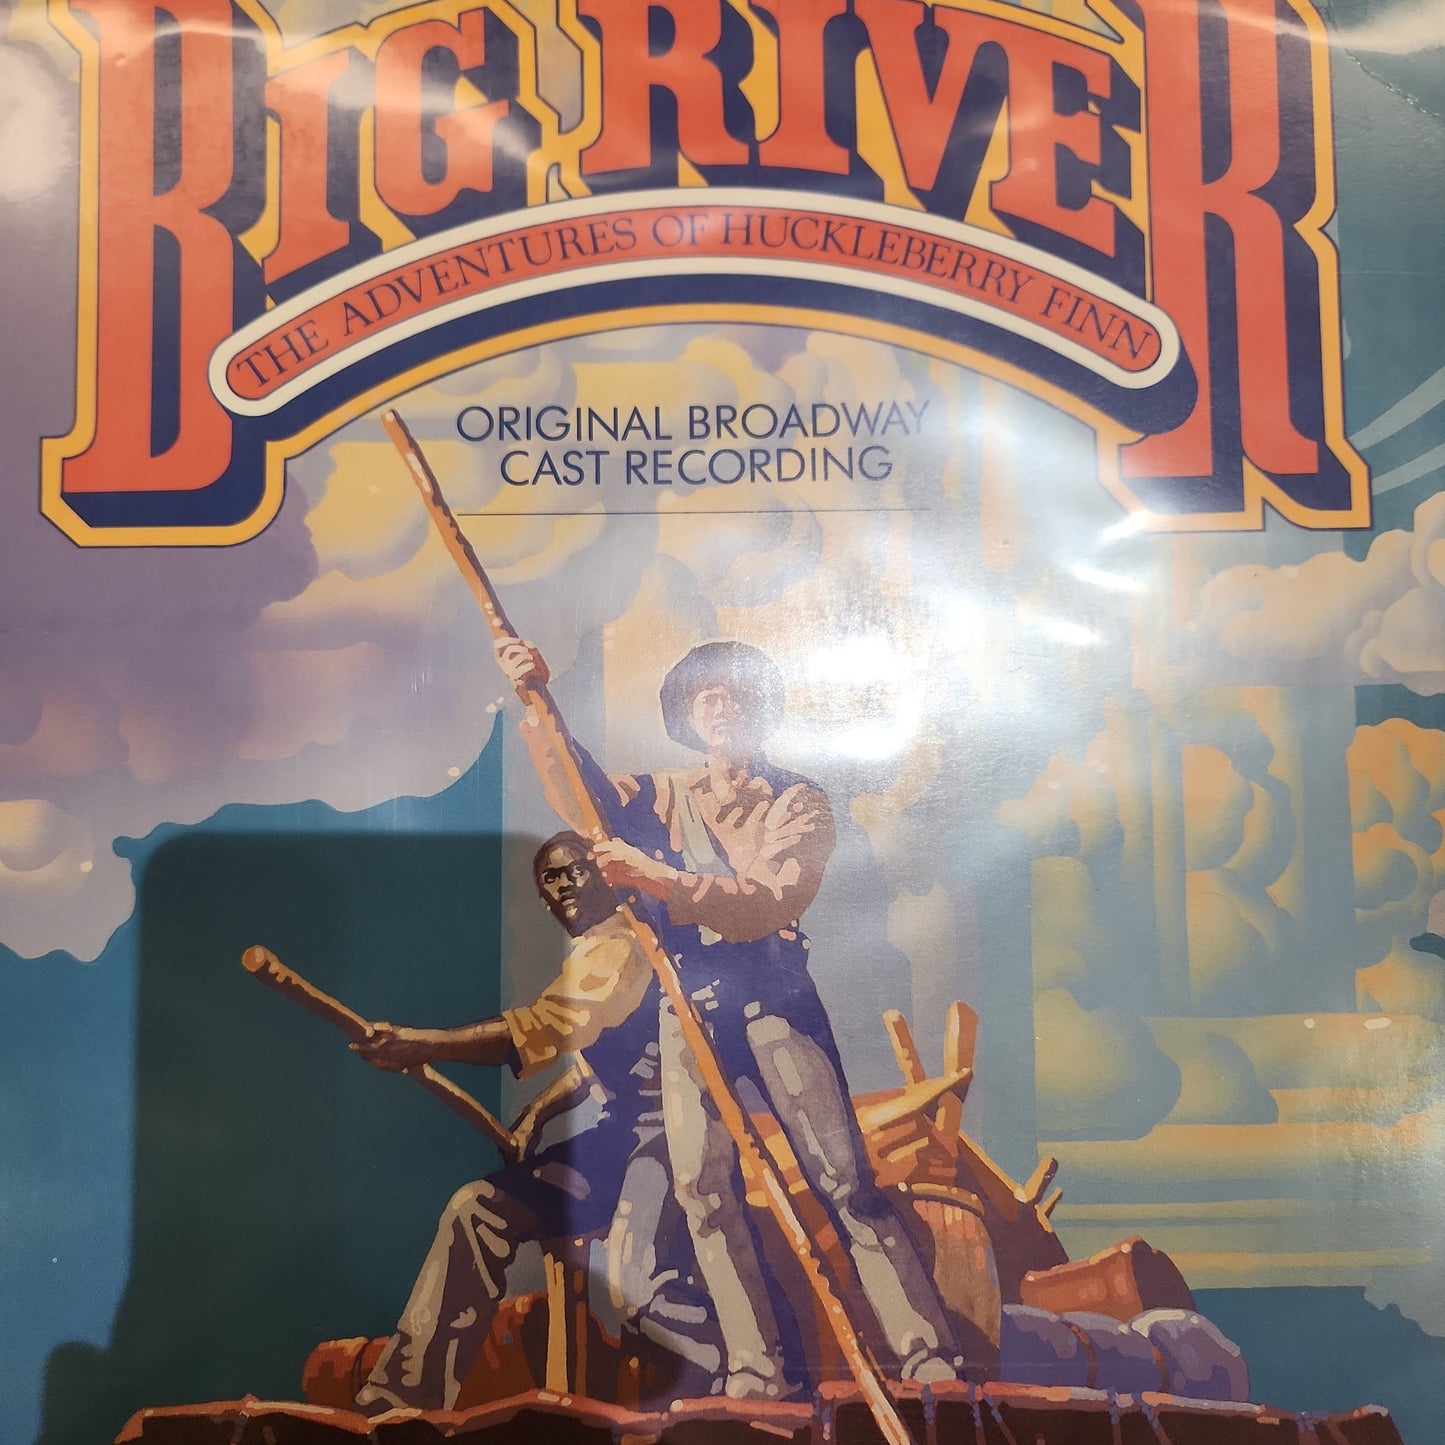 BIG RIVER
THE ADVENTURES OF HUCKLEBERRY FINN
ORIGINAL BROADWAY
CAST RECORDING